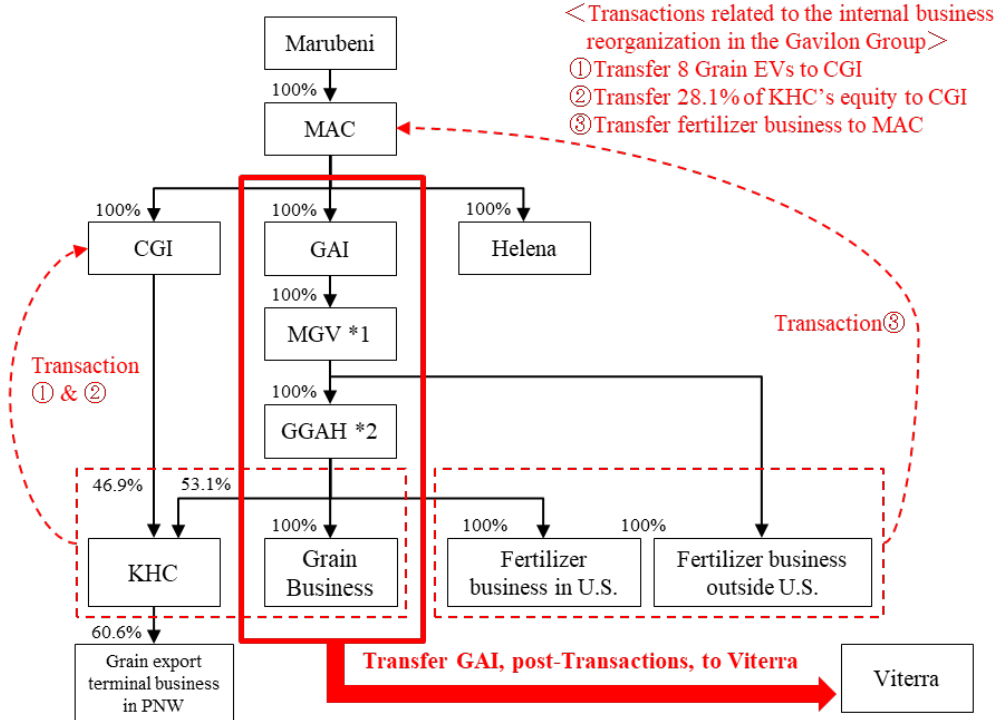 Marubeni
<Transactions related to the internal business
reorganization in the Gavilon Group>
①Transfer 8 Grain EVs to CGI
②Transfer 28.1% of KHC's equity to CGI
③Transfer fertilizer business to MAC
100%
MAC
100%
100%
100%
CGI
GAI
Helena
100%
MGV *1
Transaction③
Transaction
① & ②
100%
GGAH *2
46.9%
53.1%
100%
100%
100%
KHC
Grain
Business
Fertilizer
business in U.S.
Fertilizer business
outside U.S.
60.6%
Grain export
terminal business
in PNW
Transfer GAI, post-Transactions, to Viterra
Viterra